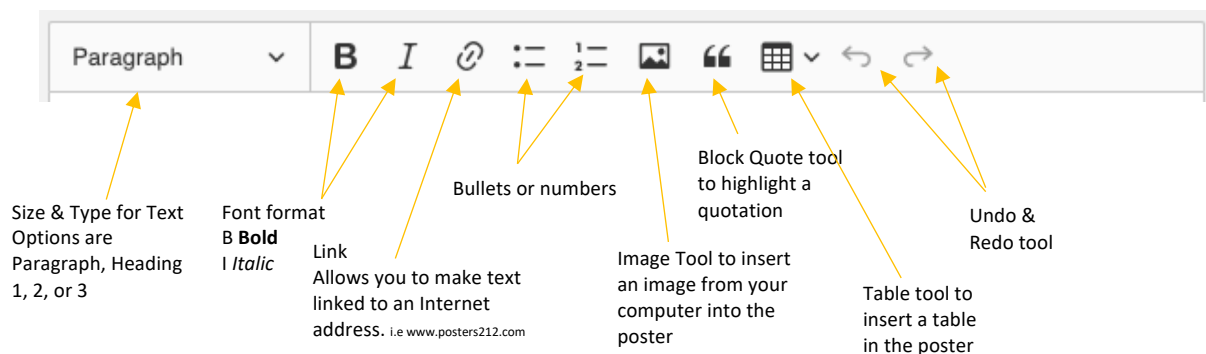 Paragraph
B I
1
2
Size & Type for Text
Options are
Paragraph, Heading
1, 2, or 3
Font format
B Bold
I Italic
Link
Allows you to make text
linked to an Internet
address. i.e www.posters212.com
Bullets or numbers
Image Tool to insert
an image from your
computer into the
poster
Block Quote tool
to highlight a
quotation
Table tool to
insert a table
in the poster
Undo &
Redo tool